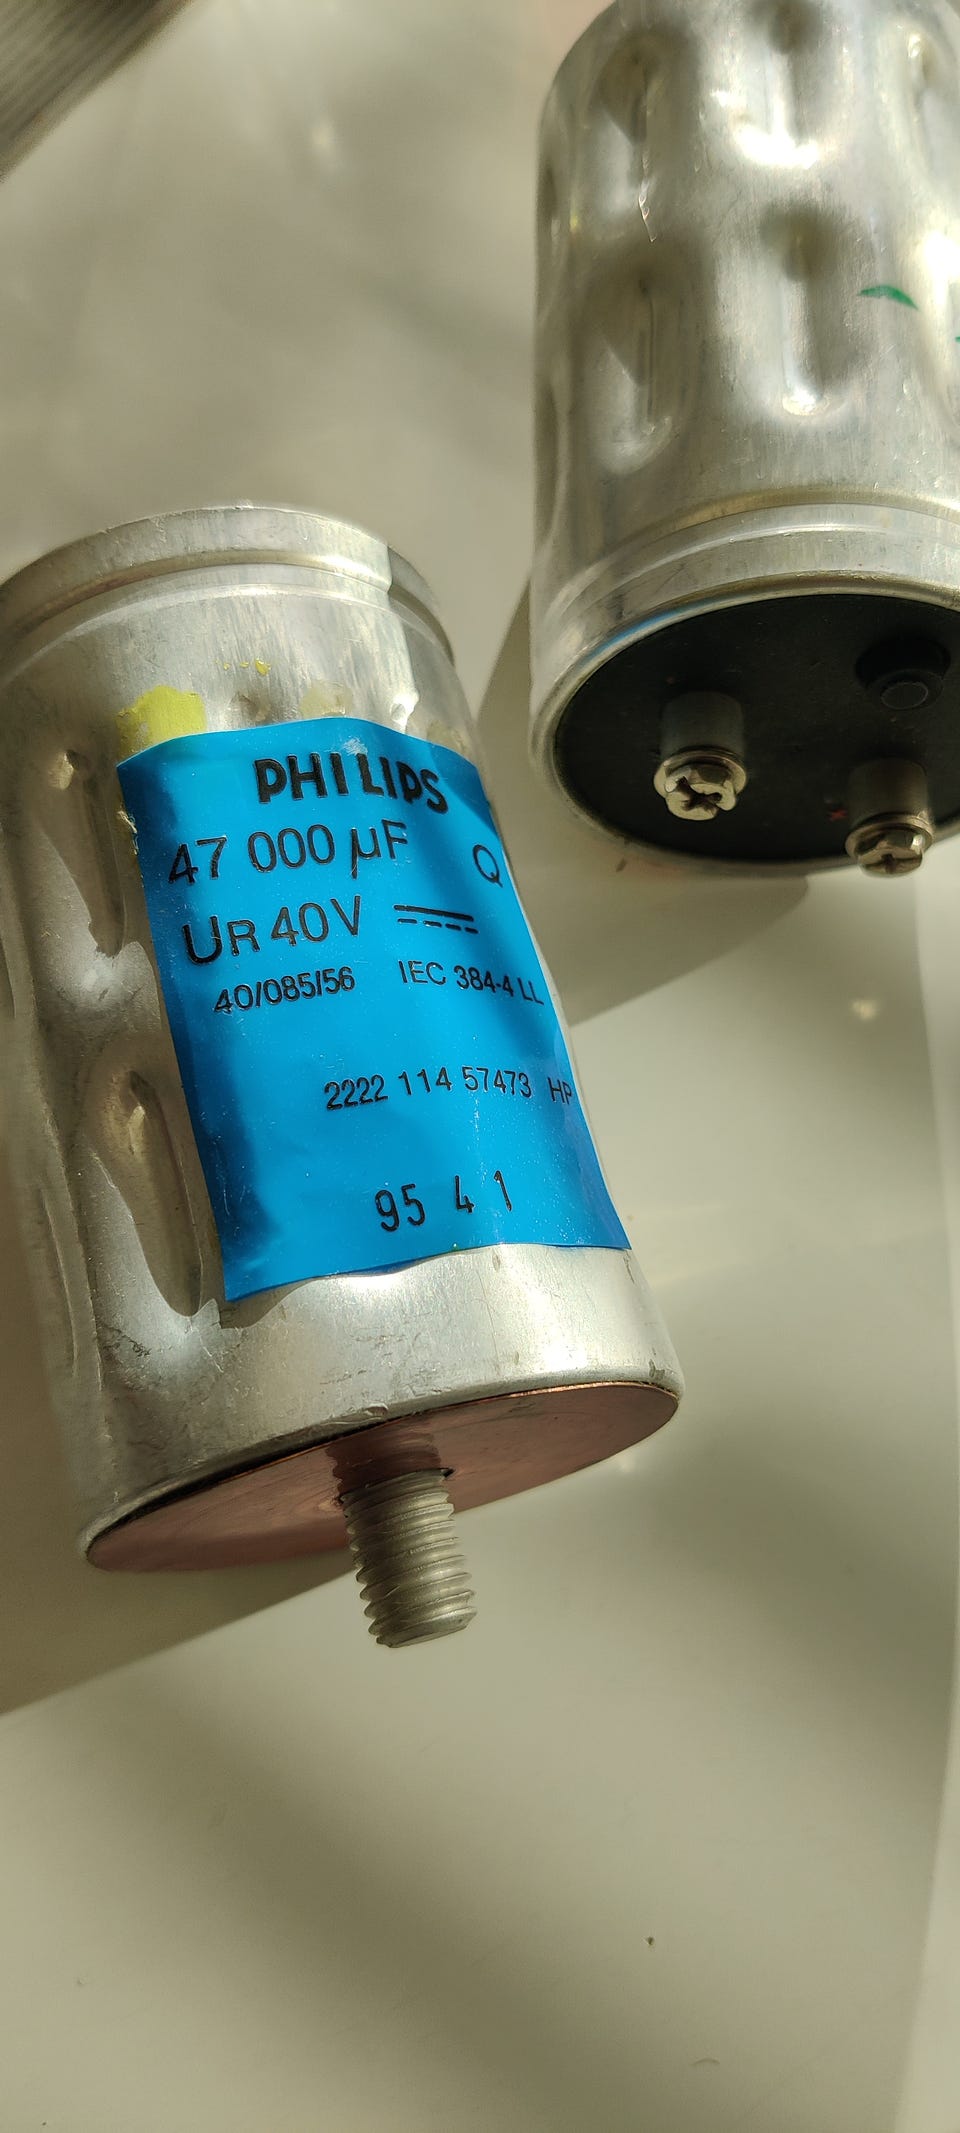 PHILIPS
47 000 µF Q
UR 40V
40/085/56 IEC 384-4 LL
2222 114 57473 HP
95 4 1